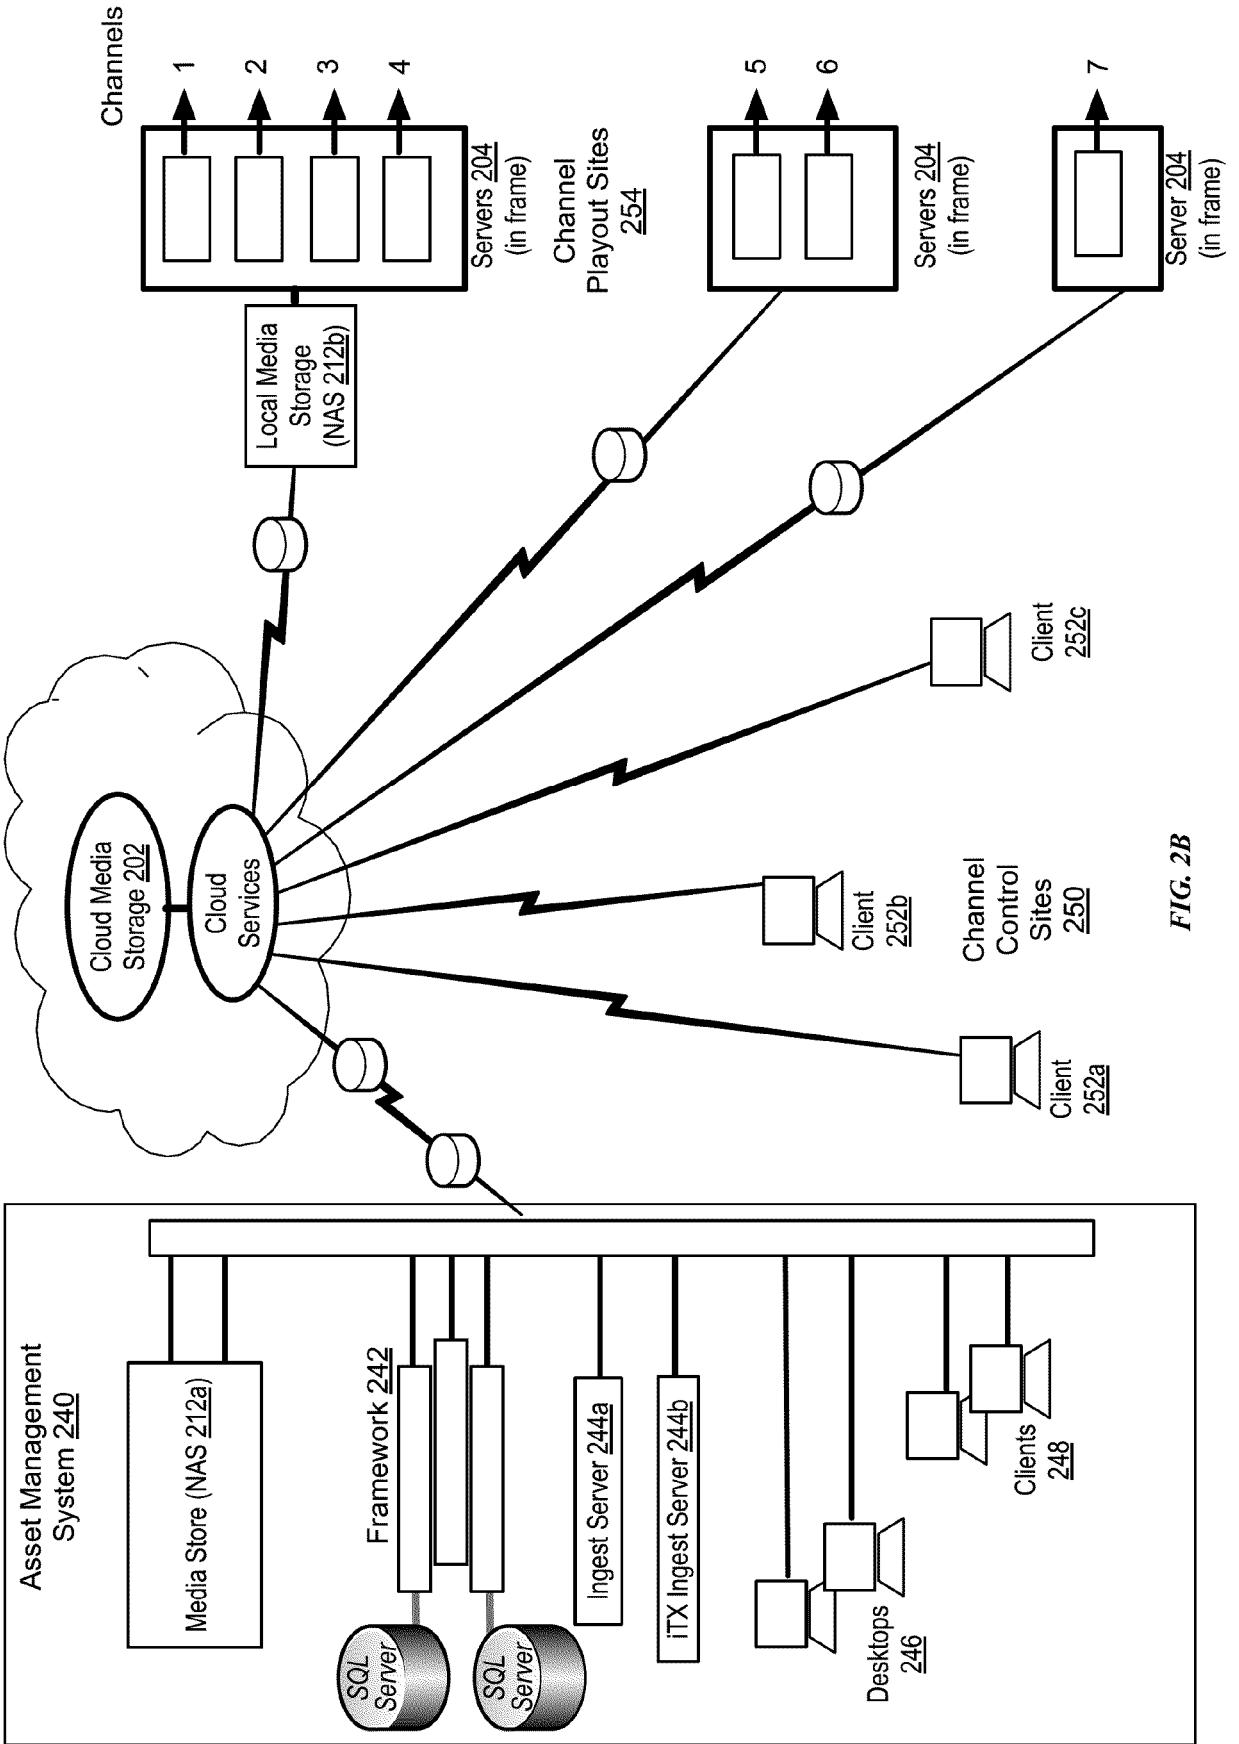 Asset Management
System 240
Media Store (NAS 212a)
Framework 242
SQL
Server
SQL
Server
Ingest Server 244a
iTX Ingest Server 244b
Desktops
246
Clients
248
Cloud Media
Storage 202
Cloud
Services
Client
252a
Client
252b
Client
252c
Channel
Control
Sites
250
Local Media
Storage
(NAS 212b)
Channels
1
2
3
4
Servers 204
(in frame)
Channel
Playout Sites
254
5
6
Servers 204
(in frame)
7
Server 204
(in frame)
FIG. 2B